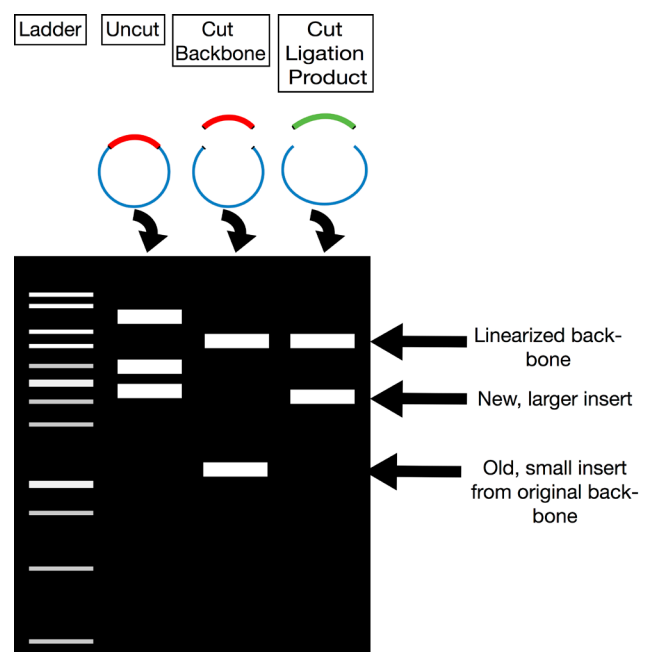 Ladder
Uncut
Cut
Backbone
Cut
Ligation
Product
Linearized back-
bone
New, larger insert
Old, small insert
from original back-
bone